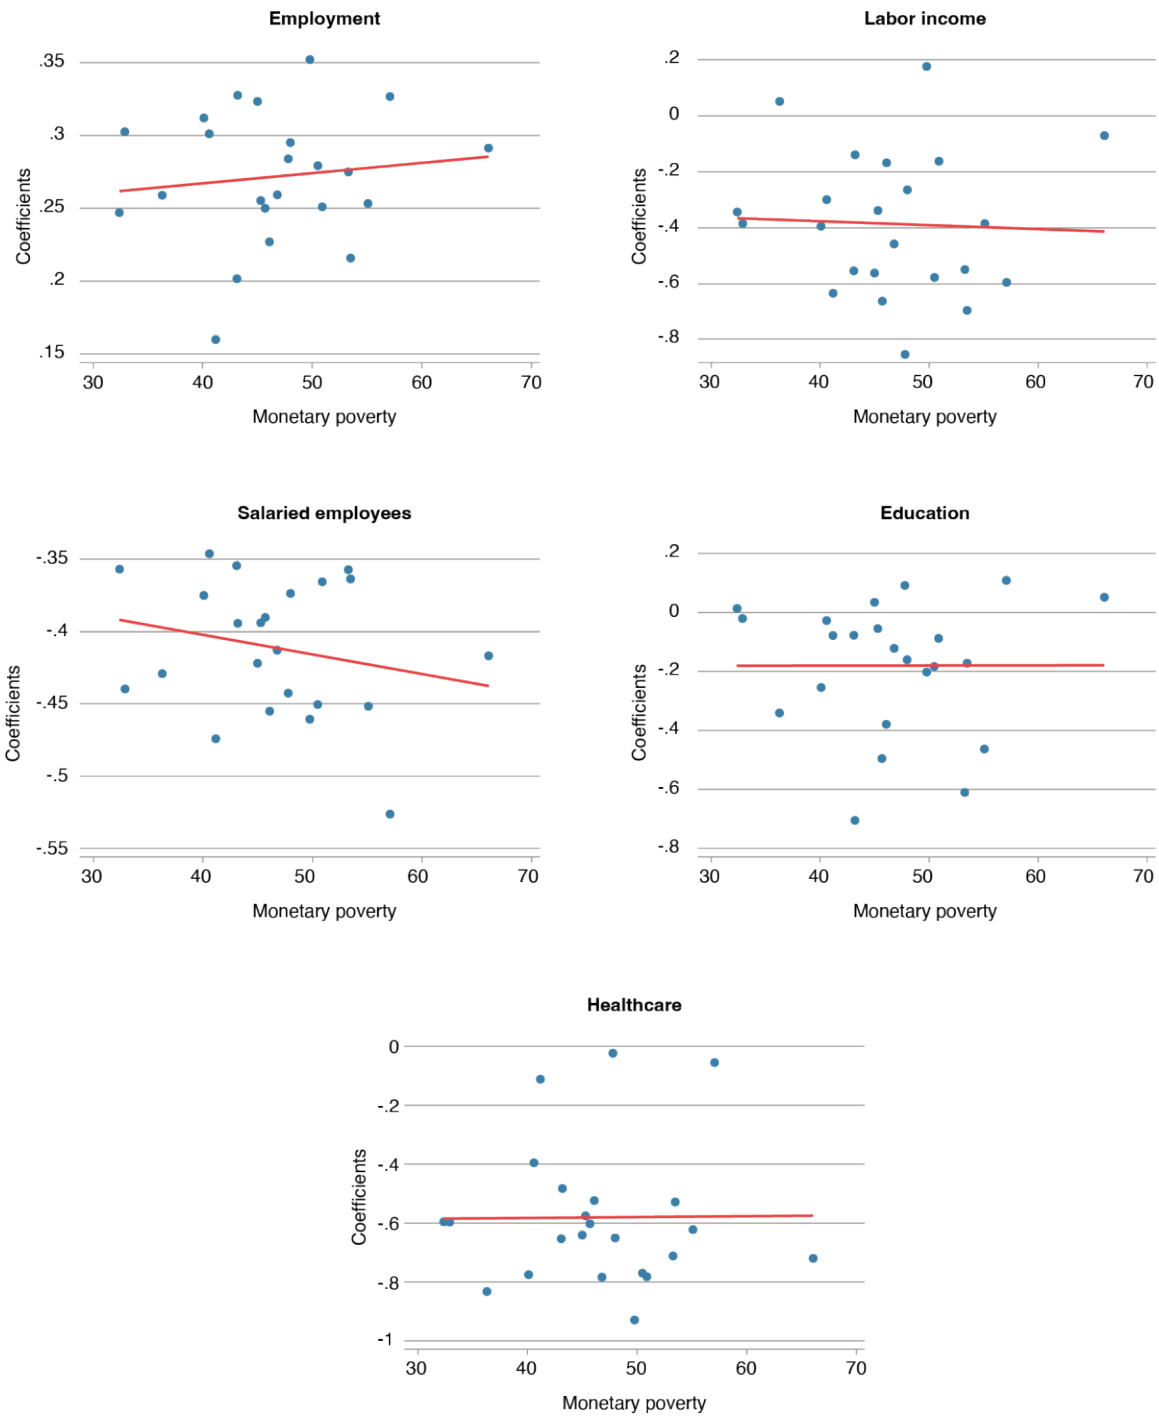 Employment
.35
.3
.25
.2
.15
Coefficients
30 40 50 60 70
Monetary poverty
Labor income
.2
0
-.2
-.4
-.6
-.8
Coefficients
30 40 50 60 70
Monetary poverty
Salaried employees
-.35
-.4
-.45
-.5
-.55
Coefficients
30 40 50 60 70
Monetary poverty
Education
.2
0
-.2
-.4
-.6
-.8
Coefficients
30 40 50 60 70
Monetary poverty
Healthcare
0
-.2
-.4
-.6
-.8
-1
Coefficients
30 40 50 60 70
Monetary poverty